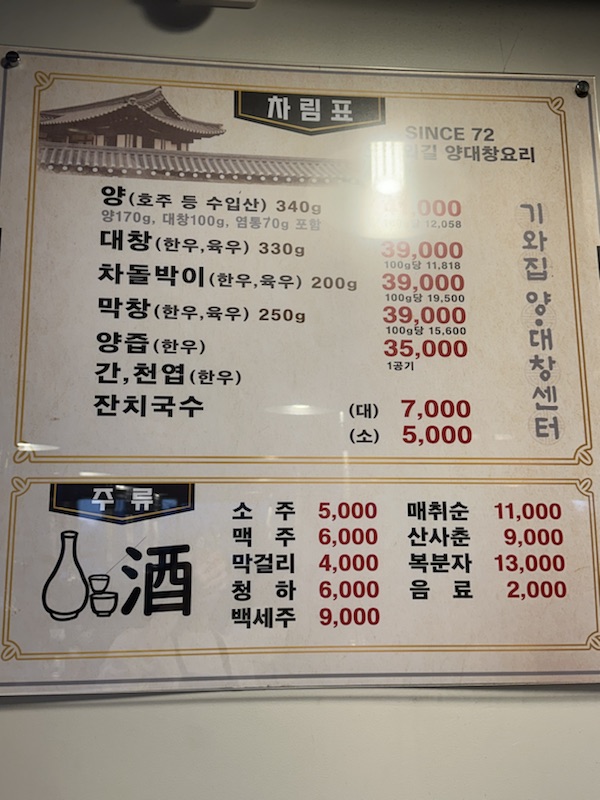 차림표
SINCE 72
길 양대창요리
양(호주 등 수입산) 340g ,000
양170g, 대창100g, 염통70g 포함 12,058
대창(한우,육우) 330g 39,000
100g당 11,818
차돌박이(한우,육우) 200g 39,000
100g당 19,500
막창(한우,육우) 250g 39,000
100g당 15,600
양즙(한우) 35,000
1공기
간,천엽(한우)
잔치국수 (대) 7,000
(소) 5,000
기와집 양·대창센터
주류
酒
소 주 5,000 매취순 11,000
맥 주 6,000 산사춘 9,000
막걸리 4,000 복분자 13,000
청 하 6,000 음 료 2,000
백세주 9,000